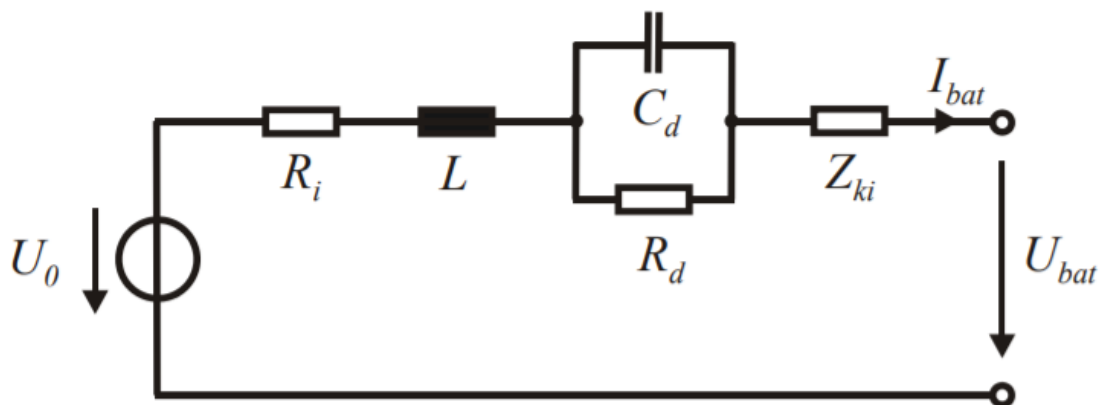 C_d
I_bat
R_i
L
Z_ki
R_d
U_0
U_bat